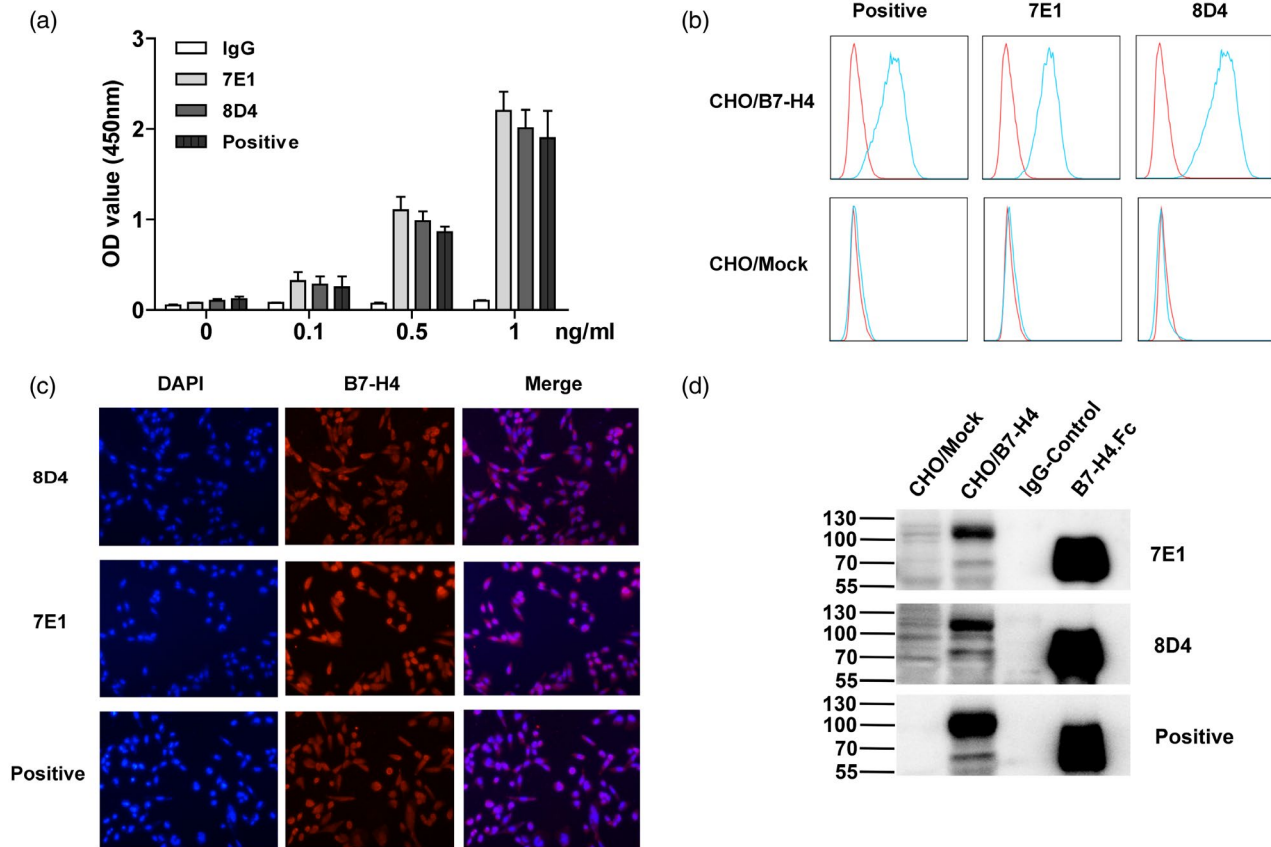 (a)
3
2
1
0
OD value (450nm)
IgG
7E1
8D4
Positive
0 0.1 0.5 1 ng/ml
(b)
Positive 7E1 8D4
CHO/B7-H4
CHO/Mock
(c)
DAPI B7-H4 Merge
8D4
7E1
Positive
(d)
CHO/Mock
CHO/B7-H4
IgG-Control
B7-H4.Fc
130
100
70
55
7E1
130
100
70
55
8D4
130
100
70
55
Positive